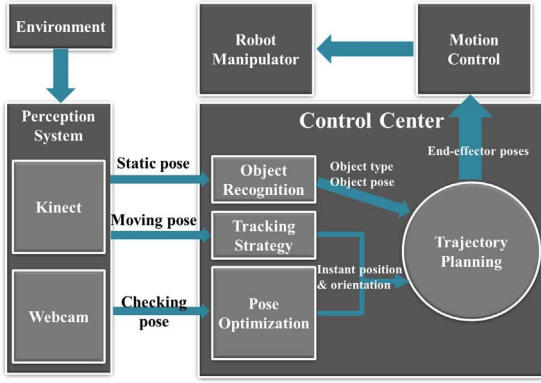 Environment
Robot
Manipulator
Motion
Control
Perception
System
Control Center
End-effector poses
Static pose
Object
Recognition
Object type
Object pose
Kinect
Moving pose
Tracking
Strategy
Trajectory
Planning
Instant position
& orientation
Webcam
Checking
pose
Pose
Optimization